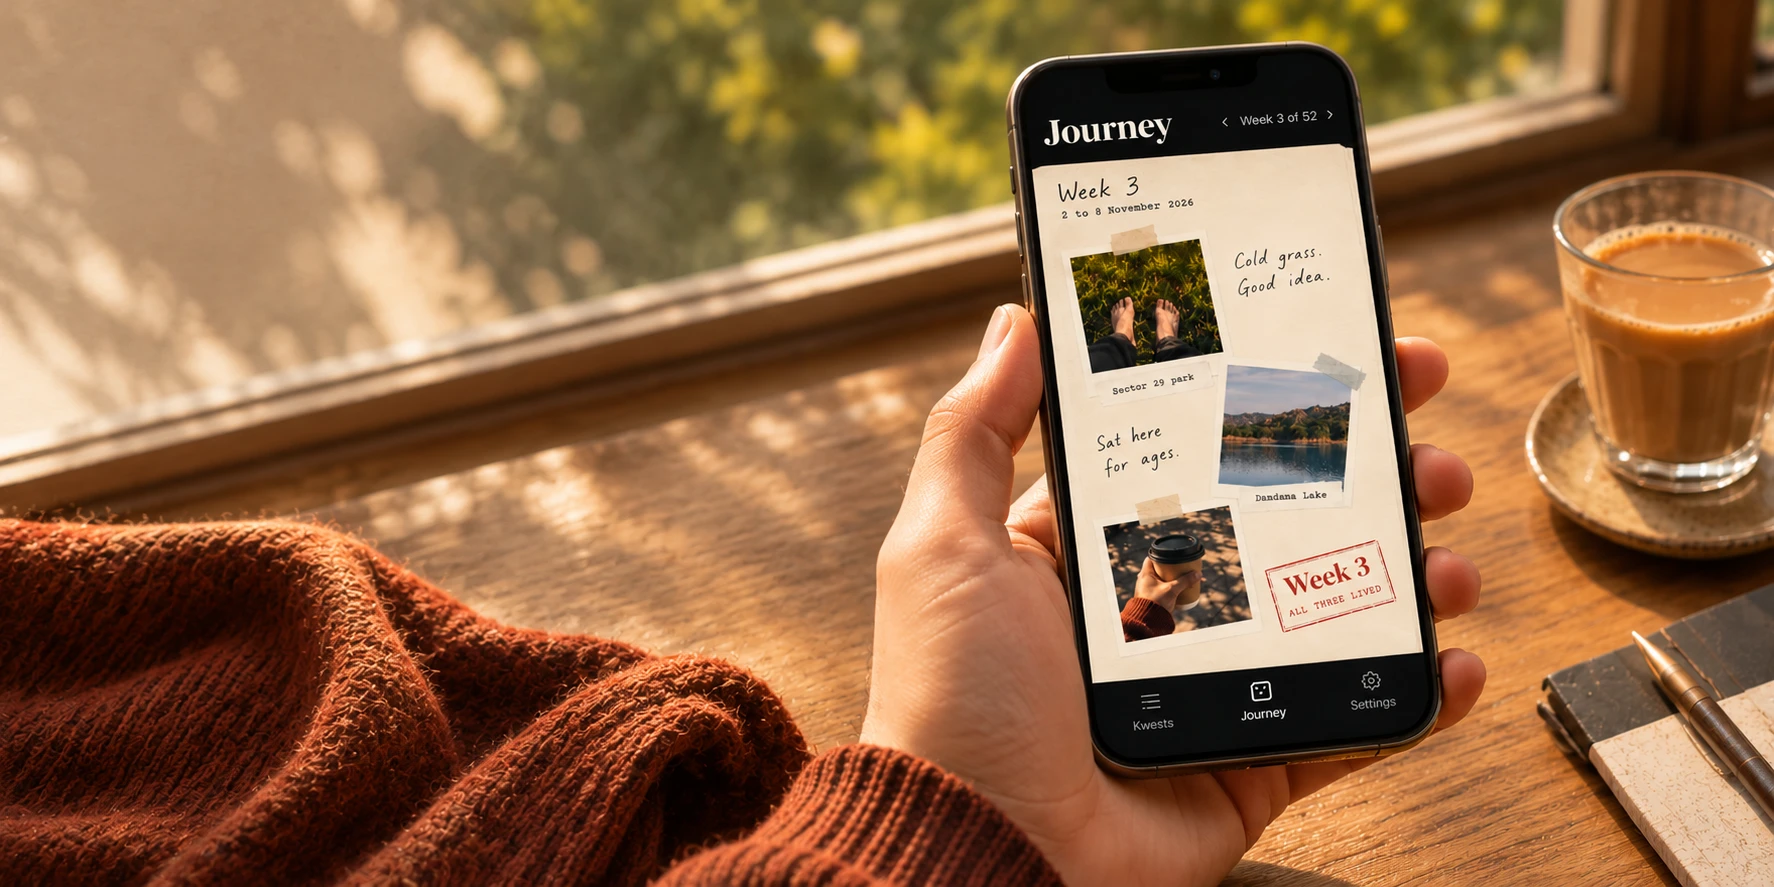 Journey
< Week 3 of 52 >
Week 3
2 to 8 November 2026
Cold grass.
Good idea.
Sector 29 park
Sat here
for ages.
Dandana Lake
Week 3
ALL THREE LIVED
Kwests
Journey
Settings